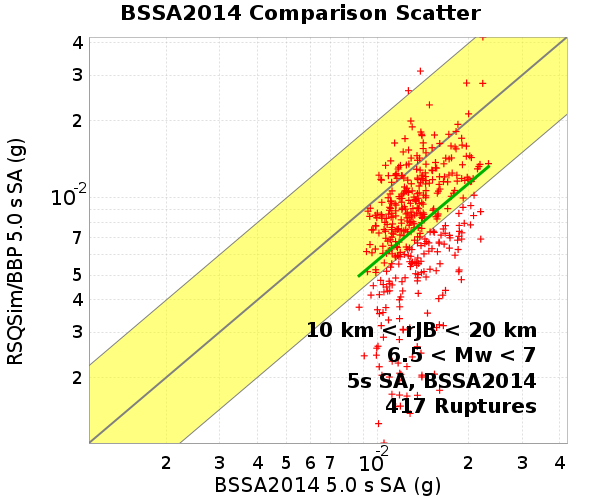 BSSA2014 Comparison Scatter
RSQSim/BBP 5.0 s SA (g)
4
3
2
10^-2
7
5
4
3
2
10 km < rJB < 20 km
6.5 < Mw < 7
5s SA, BSSA2014
417 Ruptures
2 3 4 5 6 7 10^-2 2 3 4
BSSA2014 5.0 s SA (g)